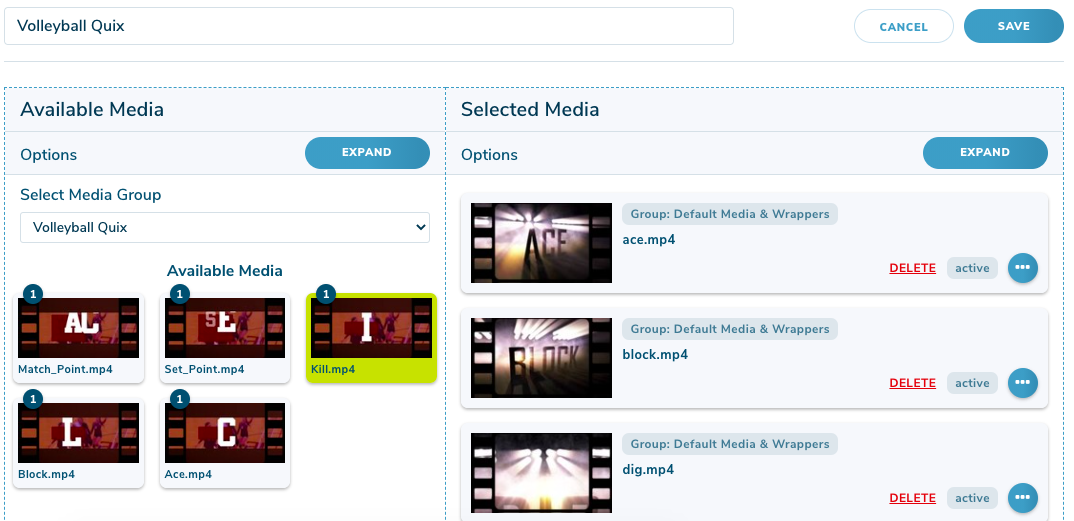 Volleyball Quix
CANCEL
SAVE
Available Media
Options
EXPAND
Select Media Group
Volleyball Quix
Available Media
1
AL
Match_Point.mp4
1
SE
Set_Point.mp4
1
I
Kill.mp4
1
L
Block.mp4
1
C
Ace.mp4
Selected Media
Options
EXPAND
ACE
Group: Default Media & Wrappers
ace.mp4
DELETE
active
BLOCK
Group: Default Media & Wrappers
block.mp4
DELETE
active
Group: Default Media & Wrappers
dig.mp4
DELETE
active